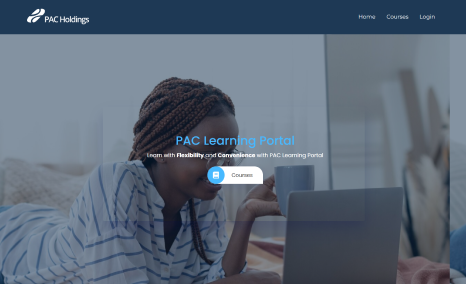 PAC Holdings
Home Courses Login
PAC Learning Portal
Learn with Flexibility and Convenience with PAC Learning Portal
Courses